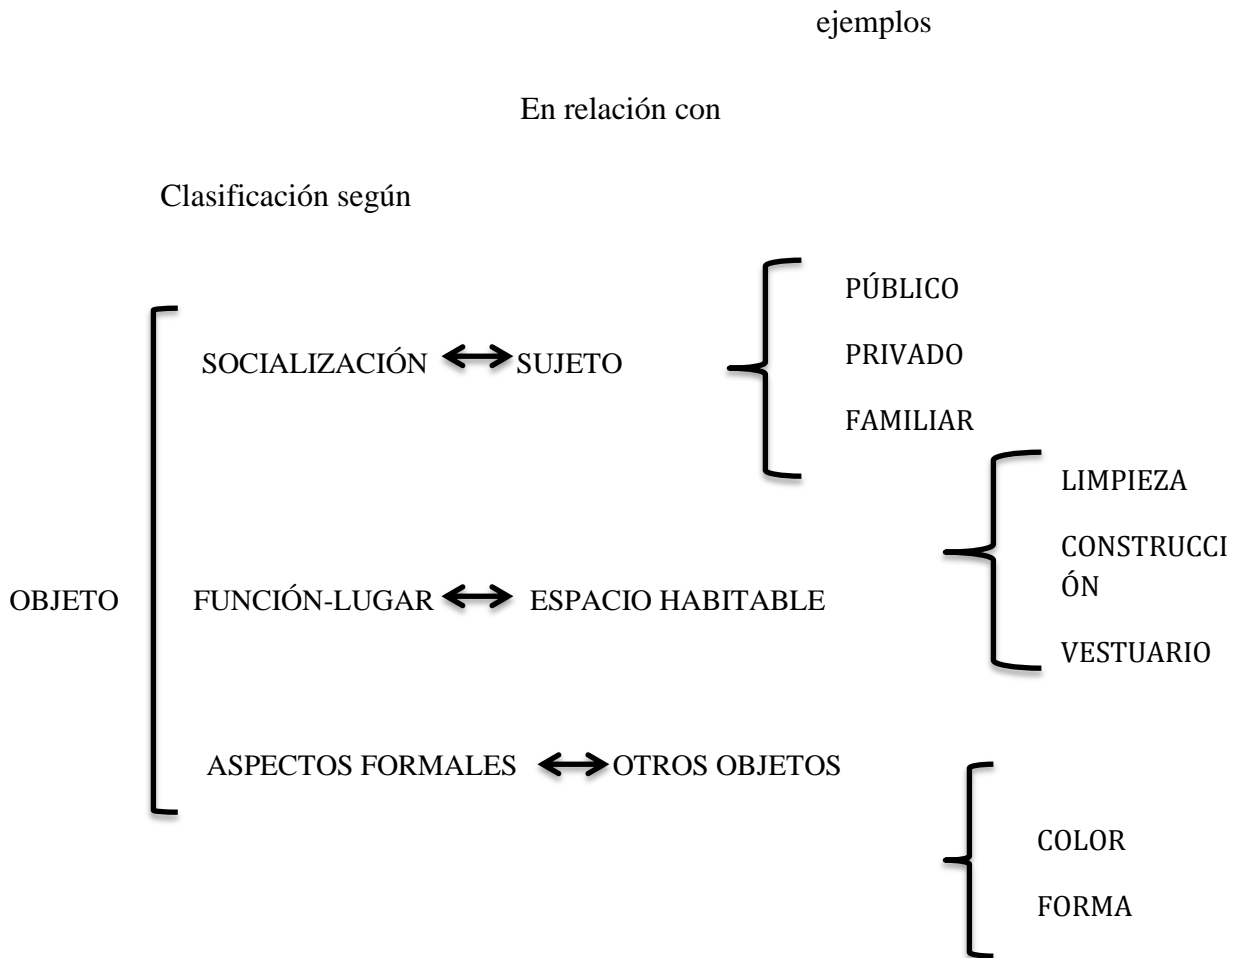 ejemplos
En relación con
Clasificación según
PÚBLICO
SOCIALIZACIÓN SUJETO
PRIVADO
FAMILIAR
LIMPIEZA
CONSTRUCCI
ÓN
OBJETO FUNCIÓN-LUGAR ESPACIO HABITABLE
VESTUARIO
ASPECTOS FORMALES OTROS OBJETOS
COLOR
FORMA